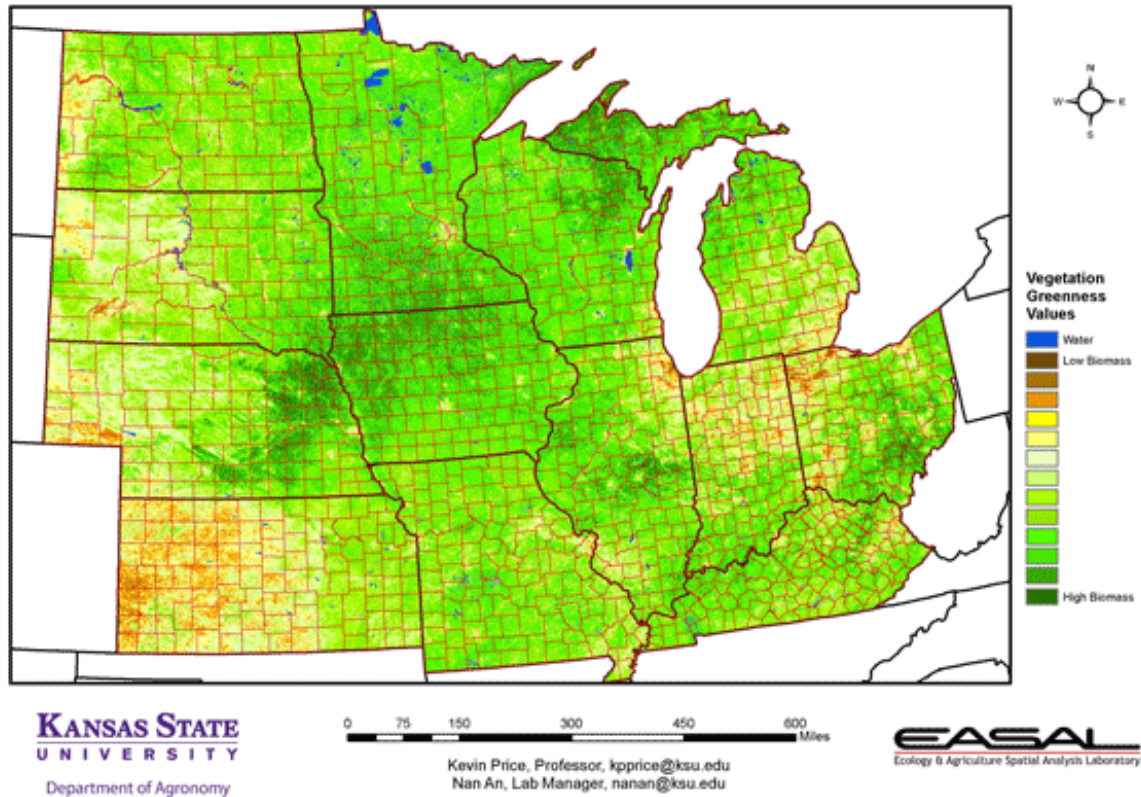 N
W E
S
Vegetation
Greenness
Values
Water
Low Biomass
High Biomass
KANSAS STATE
UNIVERSITY
Department of Agronomy
0 75 150 300 450 600
Miles
Kevin Price, Professor, kpprice@ksu.edu
Nan An, Lab Manager, nanan@ksu.edu
EASAL
Ecology & Agriculture Spatial Analysis Laboratory